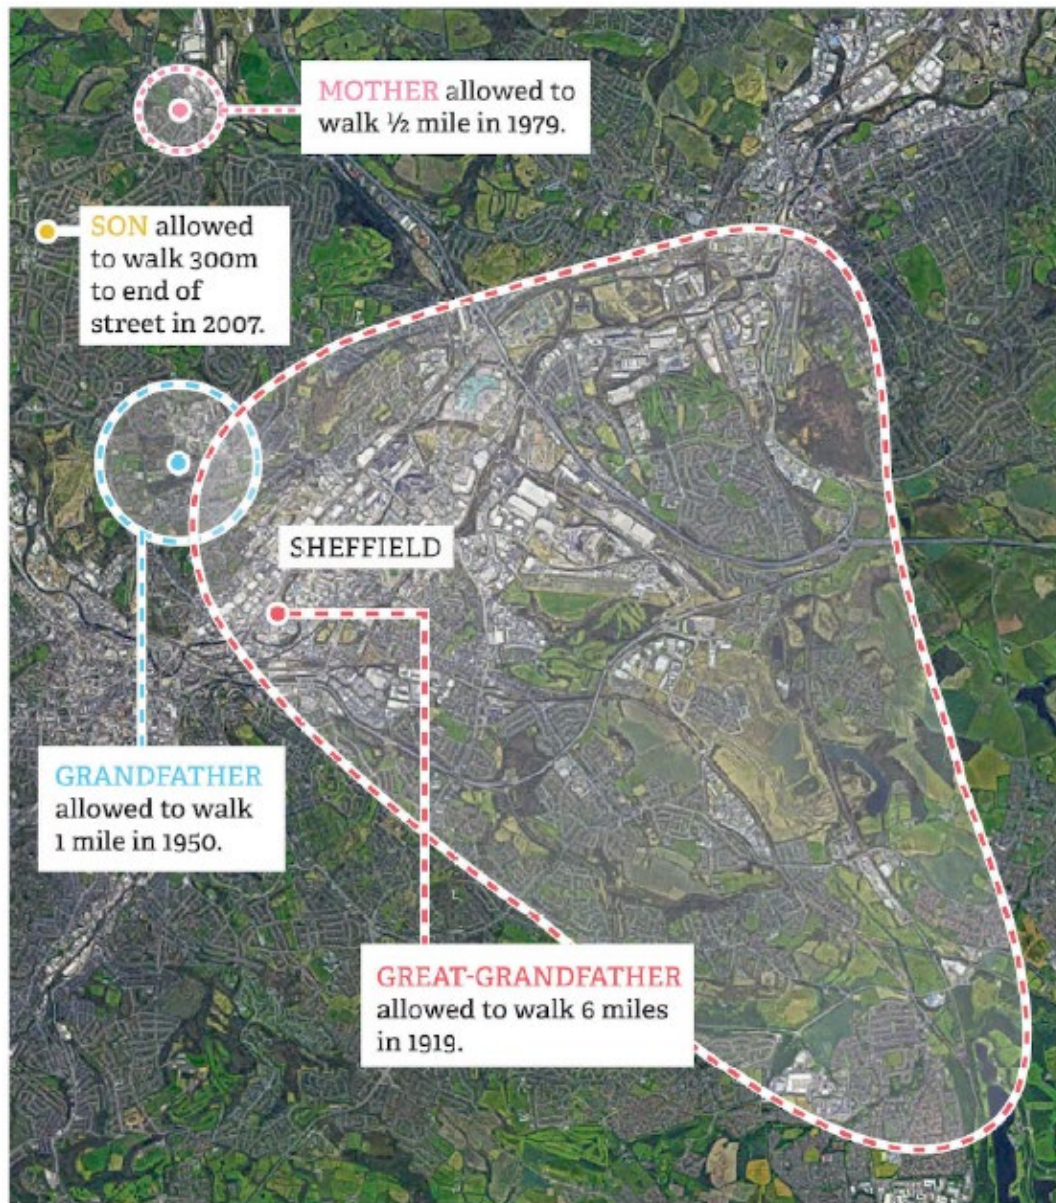 MOTHER allowed to
walk ½ mile in 1979.
SON allowed
to walk 300m
to end of
street in 2007.
SHEFFIELD
GRANDFATHER
allowed to walk
1 mile in 1950.
GREAT-GRANDFATHER
allowed to walk 6 miles
in 1919.